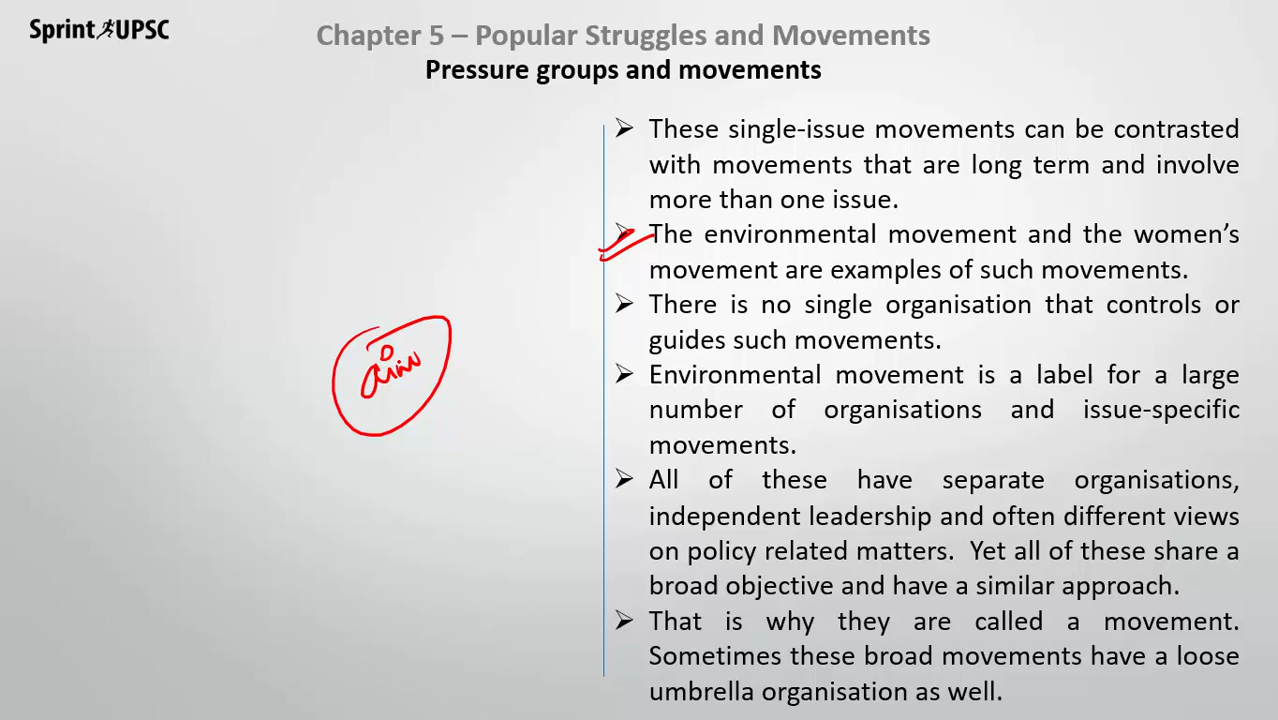 Sprint UPSC
Chapter 5 – Popular Struggles and Movements
Pressure groups and movements
➢ These single-issue movements can be contrasted
with movements that are long term and involve
more than one issue.
➢ The environmental movement and the women’s
movement are examples of such movements.
➢ There is no single organisation that controls or
guides such movements.
➢ Environmental movement is a label for a large
number of organisations and issue-specific
movements.
➢ All of these have separate organisations,
independent leadership and often different views
on policy related matters. Yet all of these share a
broad objective and have a similar approach.
➢ That is why they are called a movement.
Sometimes these broad movements have a loose
umbrella organisation as well.